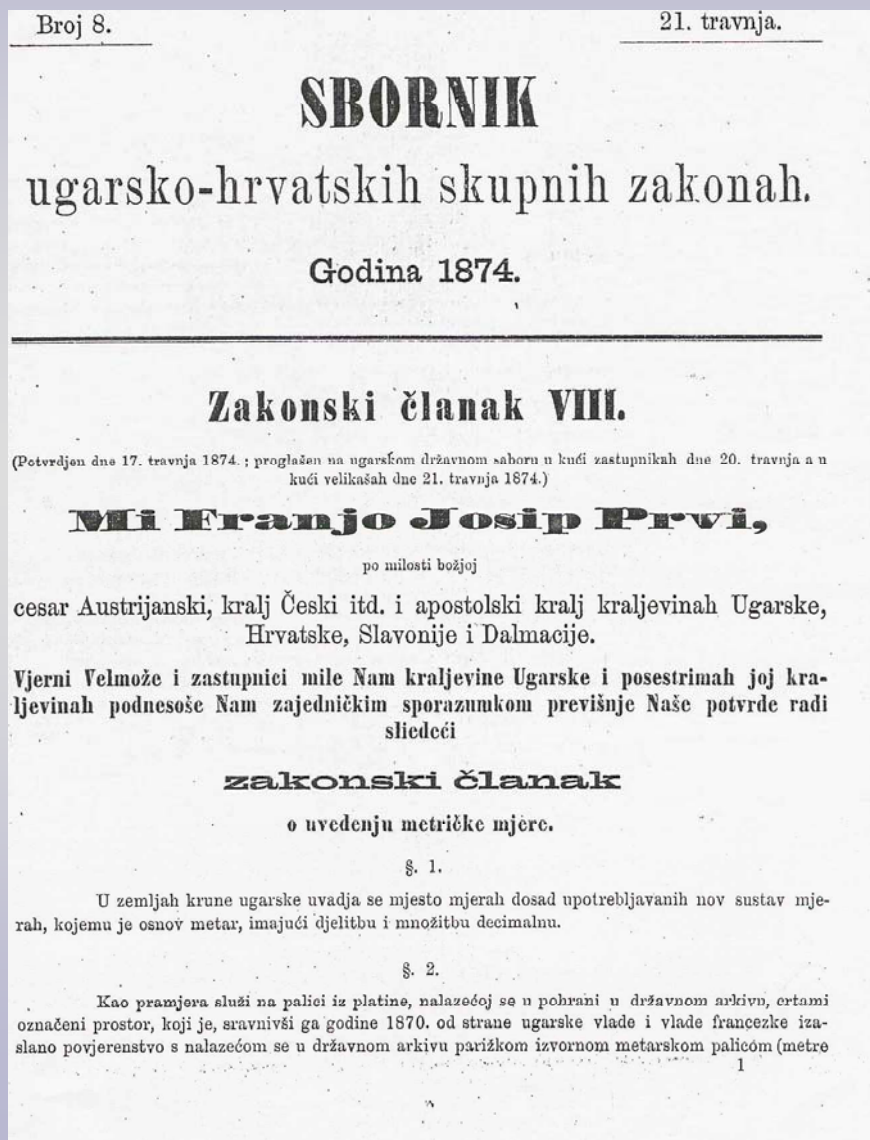 Broj 8.
21. travnja.
SBORNIK
ugarsko-hrvatskih skupnih zakonah.
Godina 1874.
Zakonski članak VIII.
(Potvrdjen dne 17. travnja 1874. ; proglašen na ugarskom državnom saboru u kući zastupnikah dne 20. travnja a u
kući velikašah dne 21. travnja 1874.)
Mi Franjo Josip Prvi,
po milosti božjoj
cesar Austrijanski, kralj Česki itd. i apostolski kralj kraljevinah Ugarske,
Hrvatske, Slavonije i Dalmacije.
Vjerni Velmože i zastupnici mile Nam kraljevine Ugarske i posestrimah joj kra-
ljevinah podnesoše Nam zajedničkim sporazumkom previšnje Naše potvrde radi
sliedeći
zakonski članak
o uvedenju metričke mjere.
§. 1.
U zemljah krune ugarske uvadja se mjesto mjerah dosad upotrebljavanih nov sustav mje-
rah, kojemu je osnov metar, imajući djelitbu i množitbu decimalnu.
§. 2.
Kao pramjera služi na palici iz platine, nalazećoj se u pohrani u državnom arkivu, crtami
označeni prostor, koji je, sravnivši ga godine 1870. od strane ugarske vlade i vlade francezke iza-
slano povjerenstvo s nalazećom se u državnom arkivu parižkom izvornom metarskom palicom (metre
1